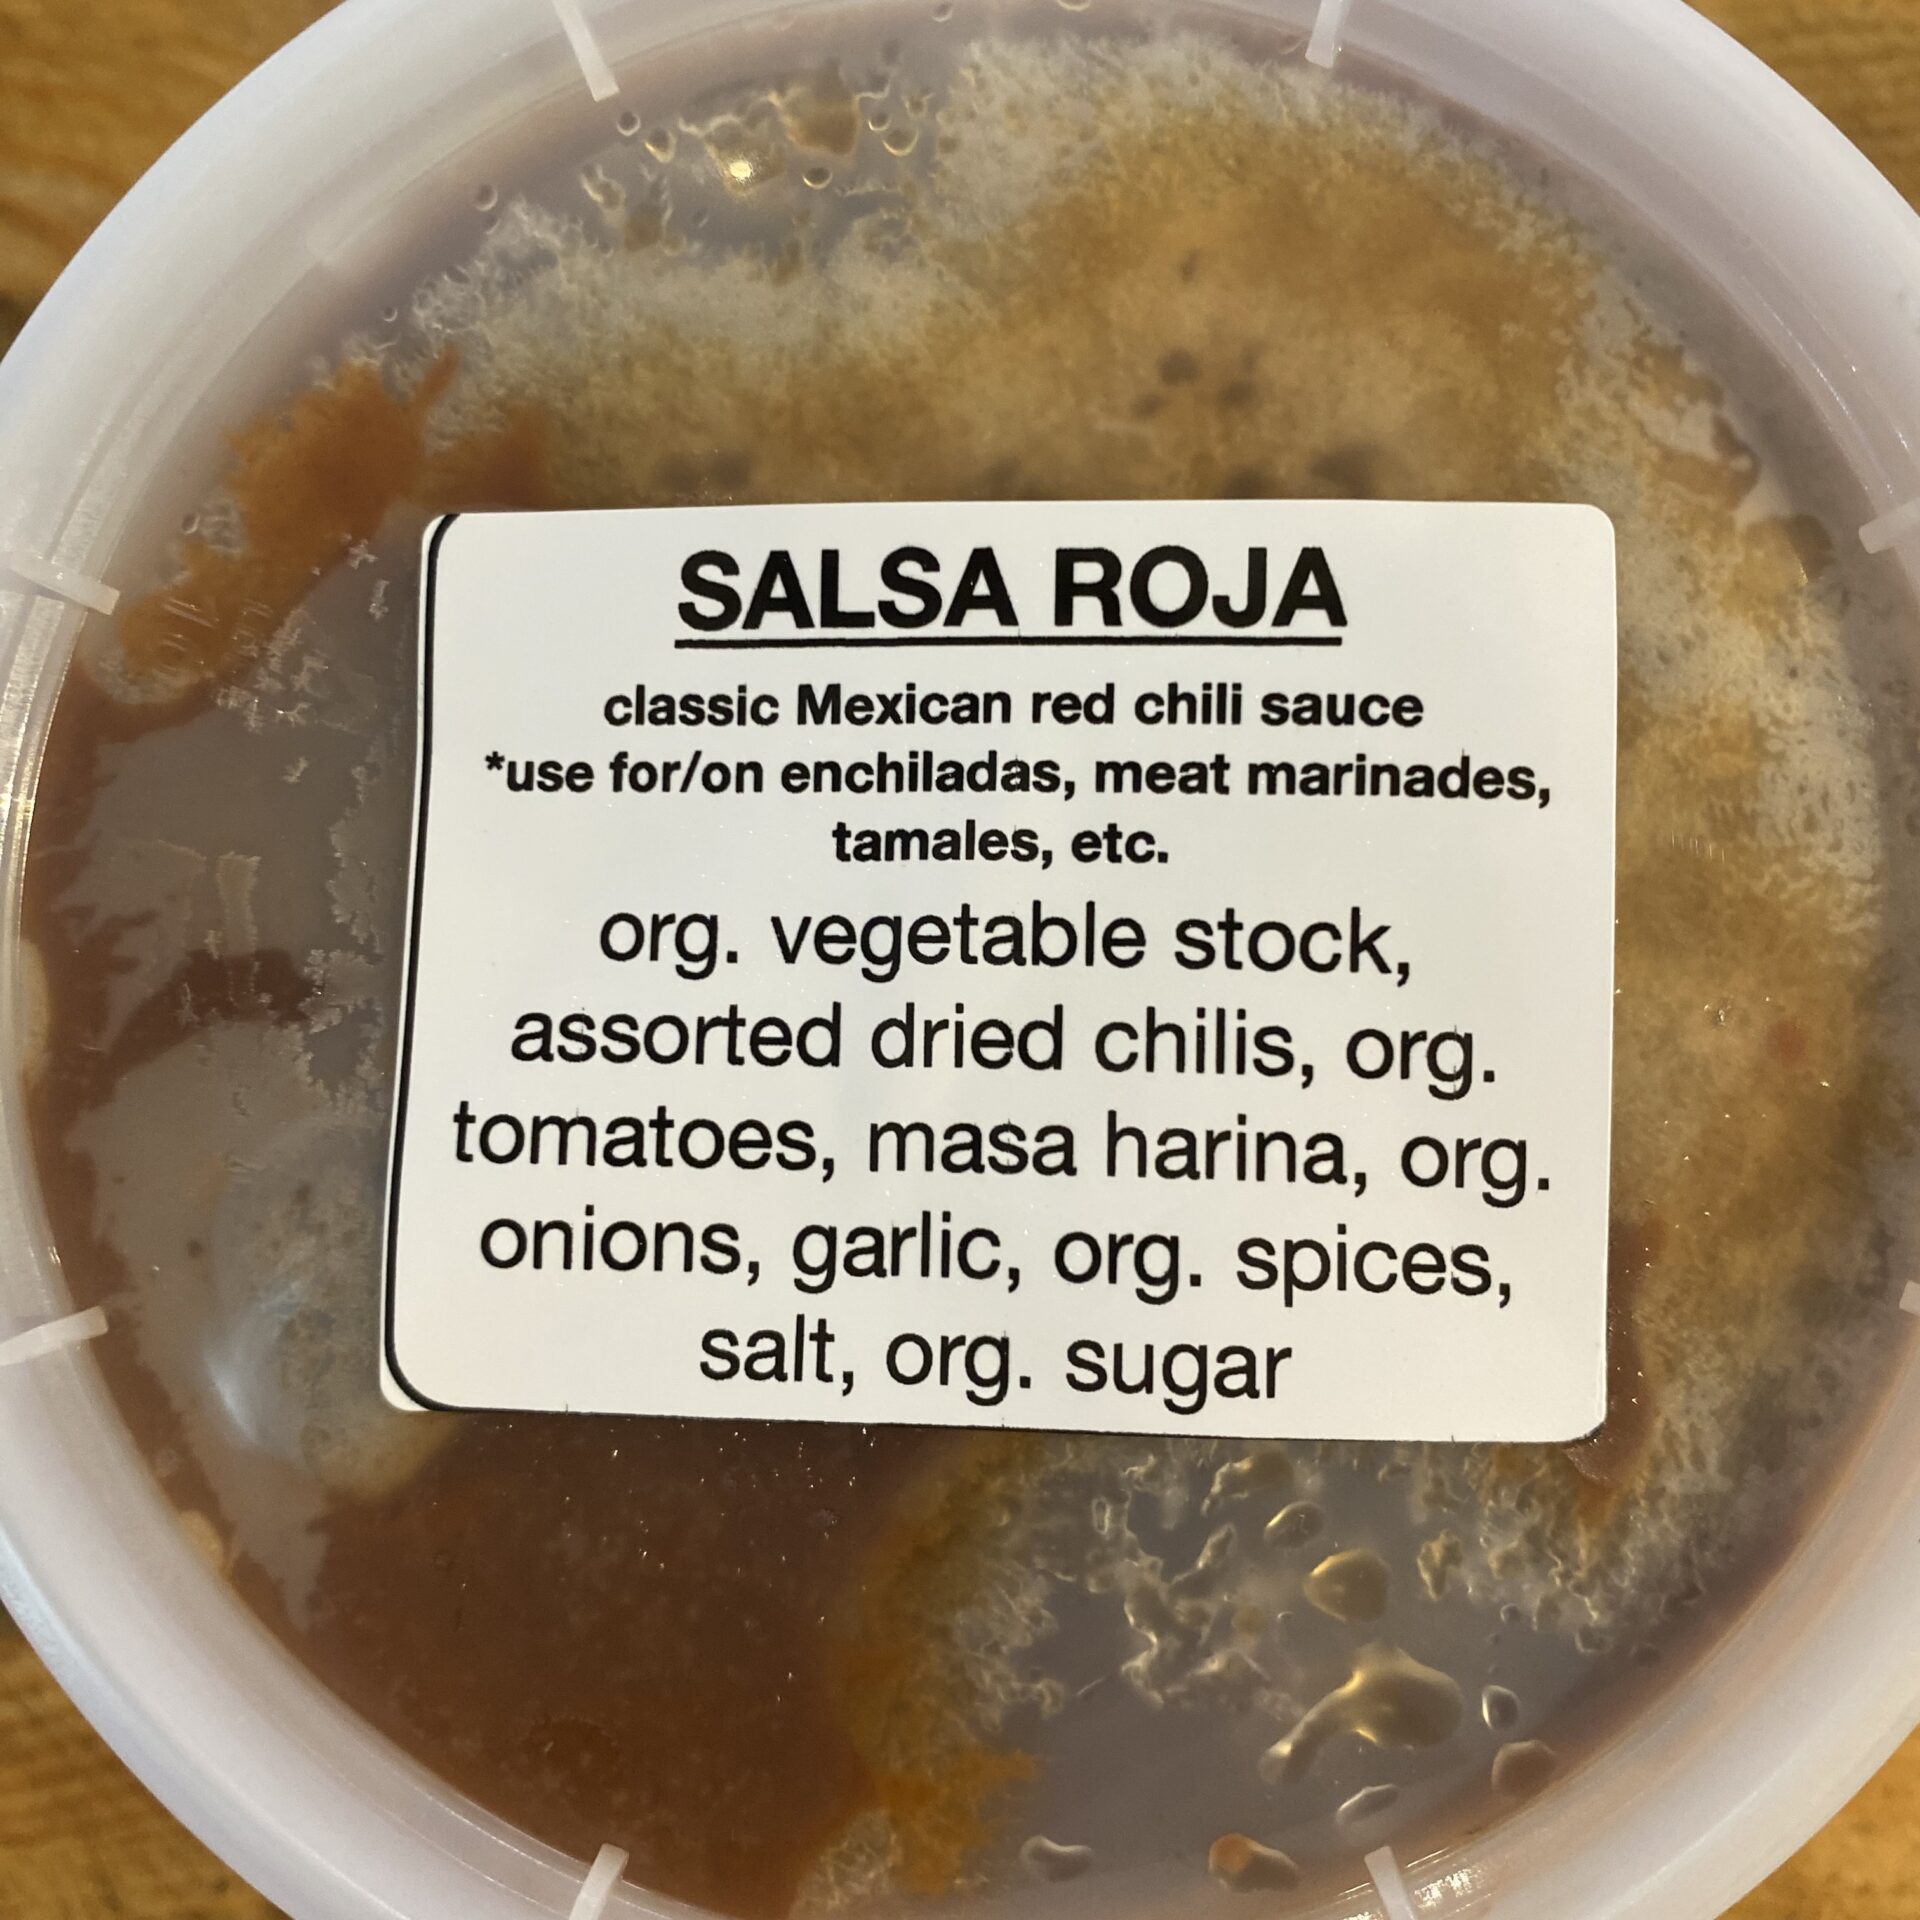 SALSA ROJA
classic Mexican red chili sauce
*use for/on enchiladas, meat marinades,
tamales, etc.
org. vegetable stock,
assorted dried chilis, org.
tomatoes, masa harina, org.
onions, garlic, org. spices,
salt, org. sugar